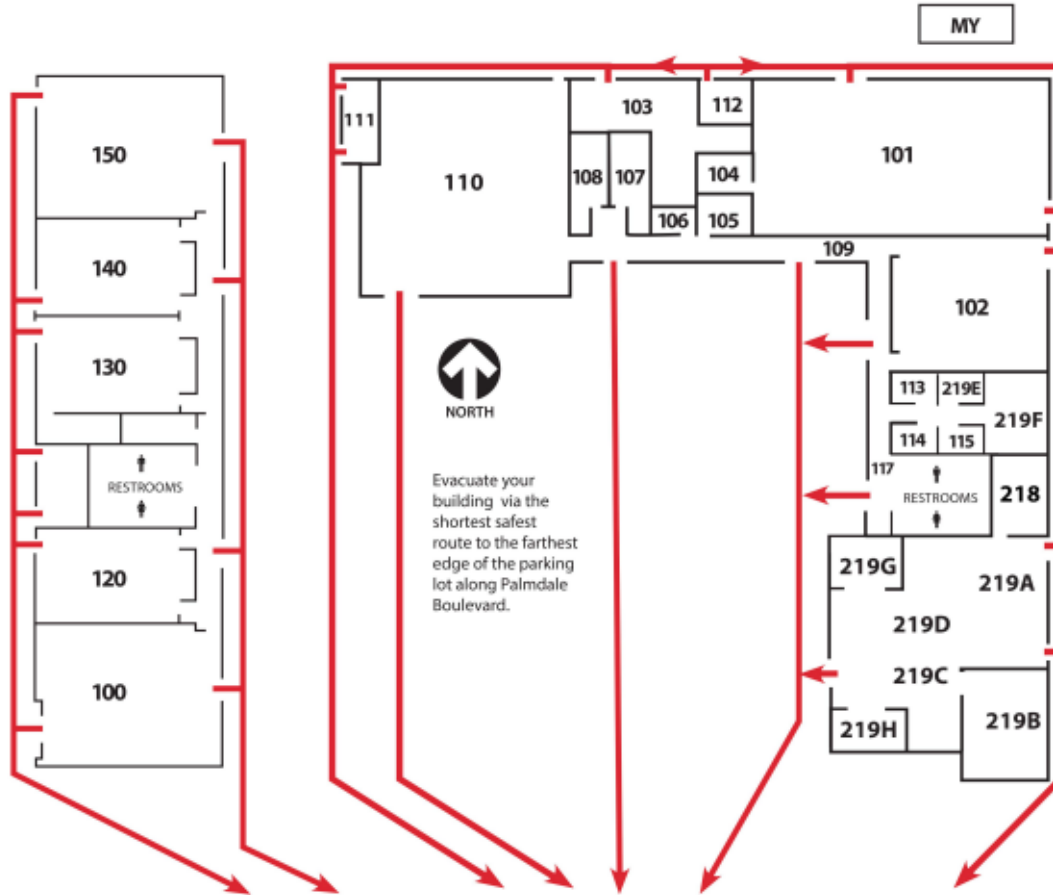 MY
150
140
130
RESTROOMS
120
100
111
110
103
112
108
107
104
106
105
101
109
102
NORTH
Evacuate your
building via the
shortest safest
route to the farthest
edge of the parking
lot along Palmdale
Boulevard.
113
219E
219F
114
115
117
RESTROOMS
218
219G
219A
219D
219C
219H
219B